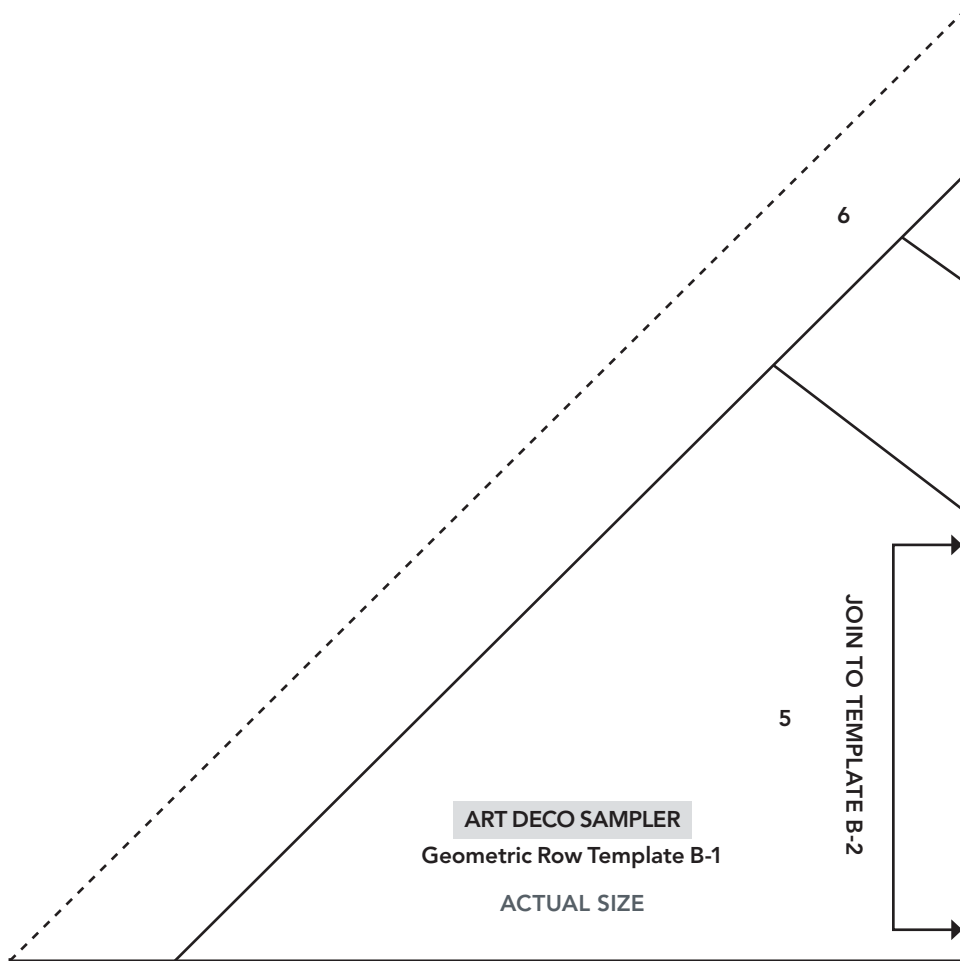 6
5
JOIN TO TEMPLATE B-2
ART DECO SAMPLER
Geometric Row Template B-1
ACTUAL SIZE